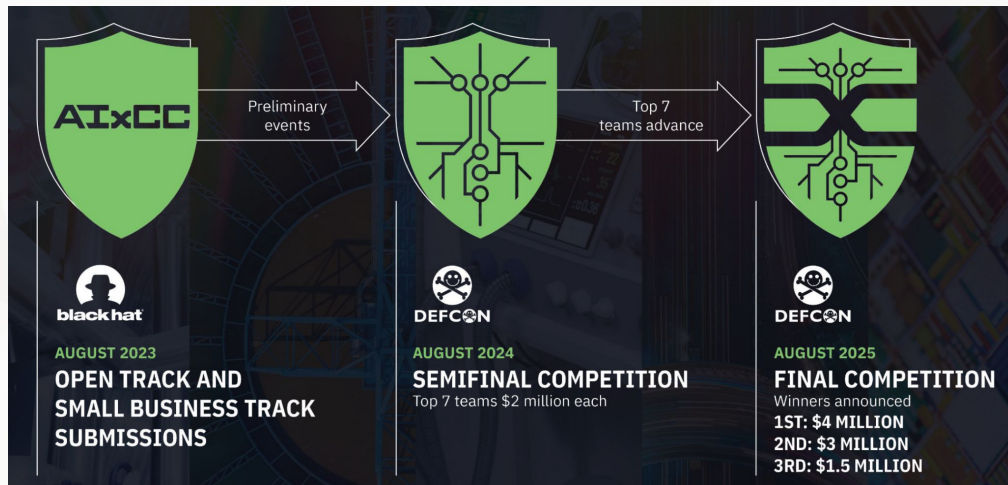 AIxCC
Preliminary
events
Top 7
teams advance
black hat
AUGUST 2023
OPEN TRACK AND
SMALL BUSINESS TRACK
SUBMISSIONS
DEFCON
AUGUST 2024
SEMIFINAL COMPETITION
Top 7 teams $2 million each
DEFCON
AUGUST 2025
FINAL COMPETITION
Winners announced
1ST: $4 MILLION
2ND: $3 MILLION
3RD: $1.5 MILLION